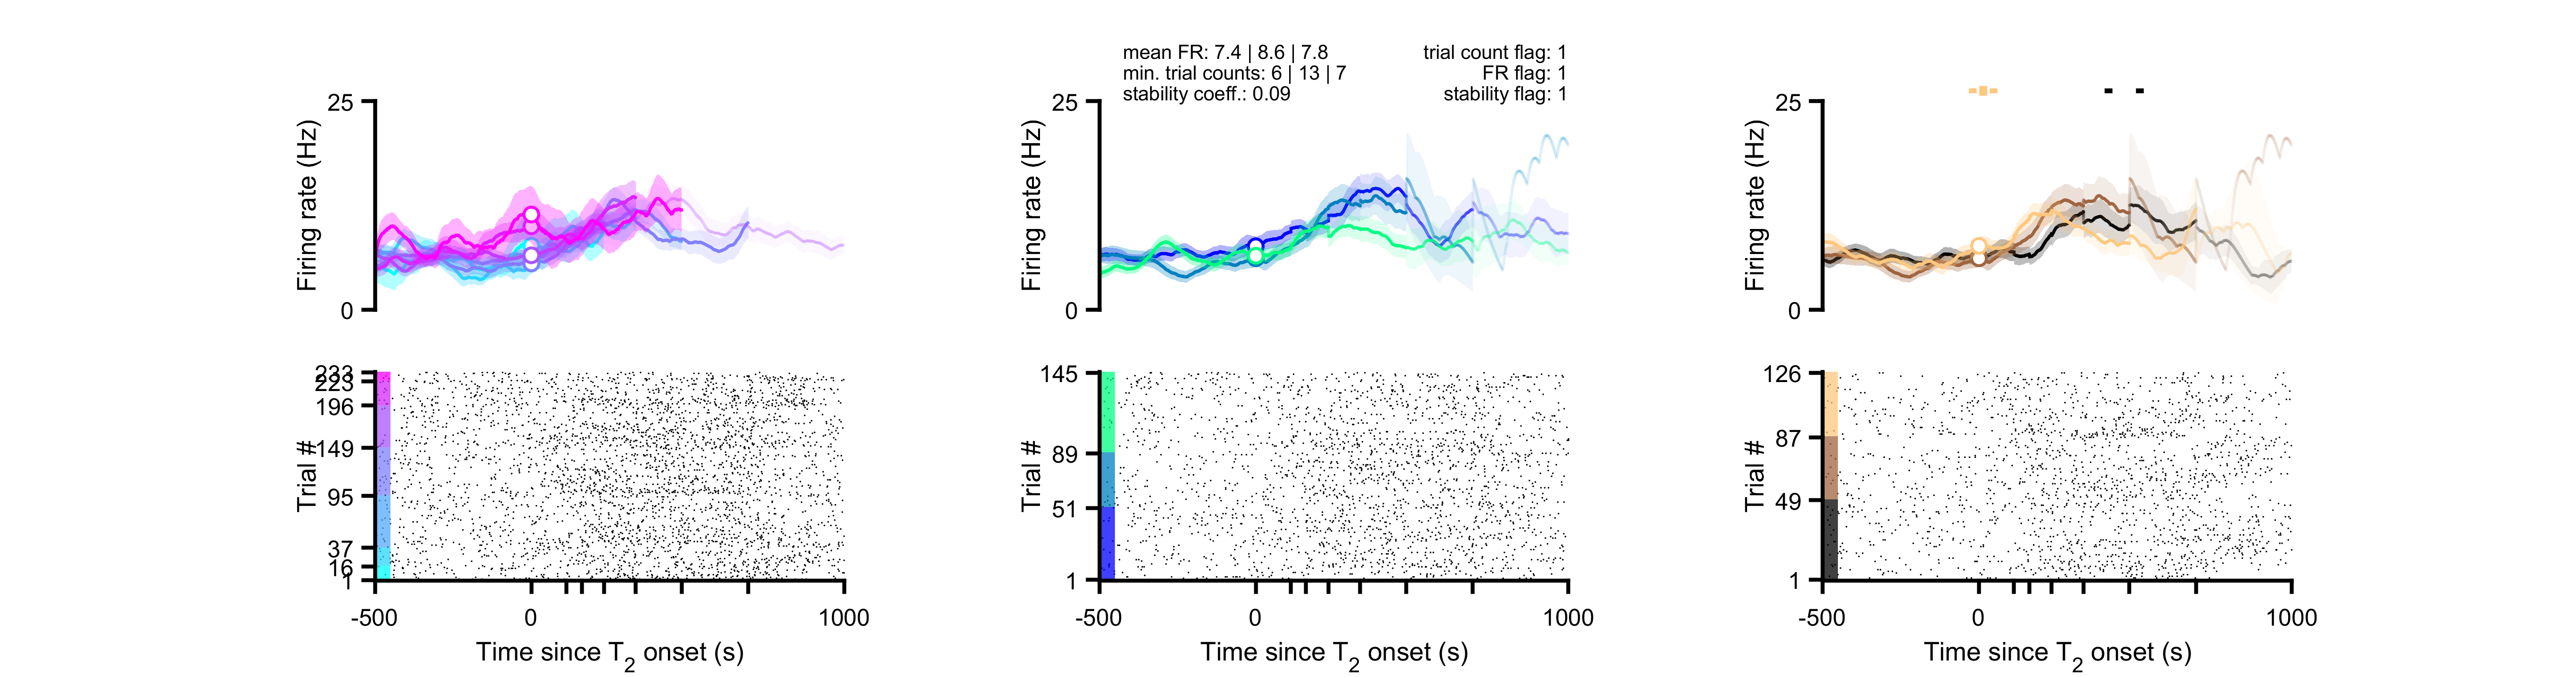 mean FR: 7.4 | 8.6 | 7.8
min. trial counts: 6 | 13 | 7
stability coeff.: 0.09
trial count flag: 1
FR flag: 1
stability flag: 1
25
Firing rate (Hz)
0
25
Firing rate (Hz)
0
25
Firing rate (Hz)
0
233
223
196
149
95
37
16
1
Trial #
-500
0
1000
Time since T2 onset (s)
145
89
51
1
Trial #
-500
0
1000
Time since T2 onset (s)
126
87
49
1
Trial #
-500
0
1000
Time since T2 onset (s)